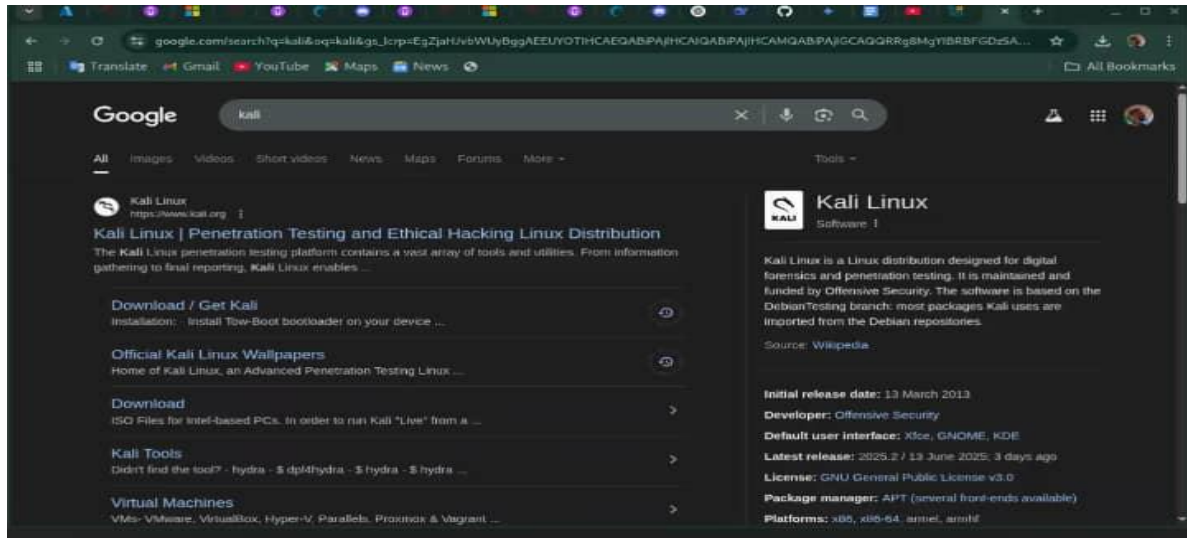 google.com/search?q=kali&oq=kali&gs_lcrp=
Translate Gmail YouTube Maps News All Bookmarks
Google kali
All Images Videos Short videos News Maps Forums More Tools
Kali Linux
https://www.kali.org
Kali Linux | Penetration Testing and Ethical Hacking Linux Distribution
The Kali Linux penetration testing platform contains a vast array of tools and utilities. From information
gathering to final reporting, Kali Linux enables ...
Download / Get Kali
Installation: · Install Tow-Boot bootloader on your device ...
Official Kali Linux Wallpapers
Home of Kali Linux, an Advanced Penetration Testing Linux ...
Download
ISO Files for Intel-based PCs. In order to run Kali "Live" from a ...
Kali Tools
Didn't find the tool? · hydra · $ dpl4hydra · $ hydra · $ hydra ...
Virtual Machines
VMs· VMware, VirtualBox, Hyper-V, Parallels, Proxmox & Vagrant ...
KALI
Kali Linux
Software
Kali Linux is a Linux distribution designed for digital
forensics and penetration testing. It is maintained and
funded by Offensive Security. The software is based on the
DebianTesting branch: most packages Kali uses are
imported from the Debian repositories.
Source: Wikipedia
Initial release date: 13 March 2013
Developer: Offensive Security
Default user interface: Xfce, GNOME, KDE
Latest release: 2025.2 / 13 June 2025; 3 days ago
License: GNU General Public License v3.0
Package manager: APT (several front-ends available)
Platforms: x86, x86-64, armel, armhf